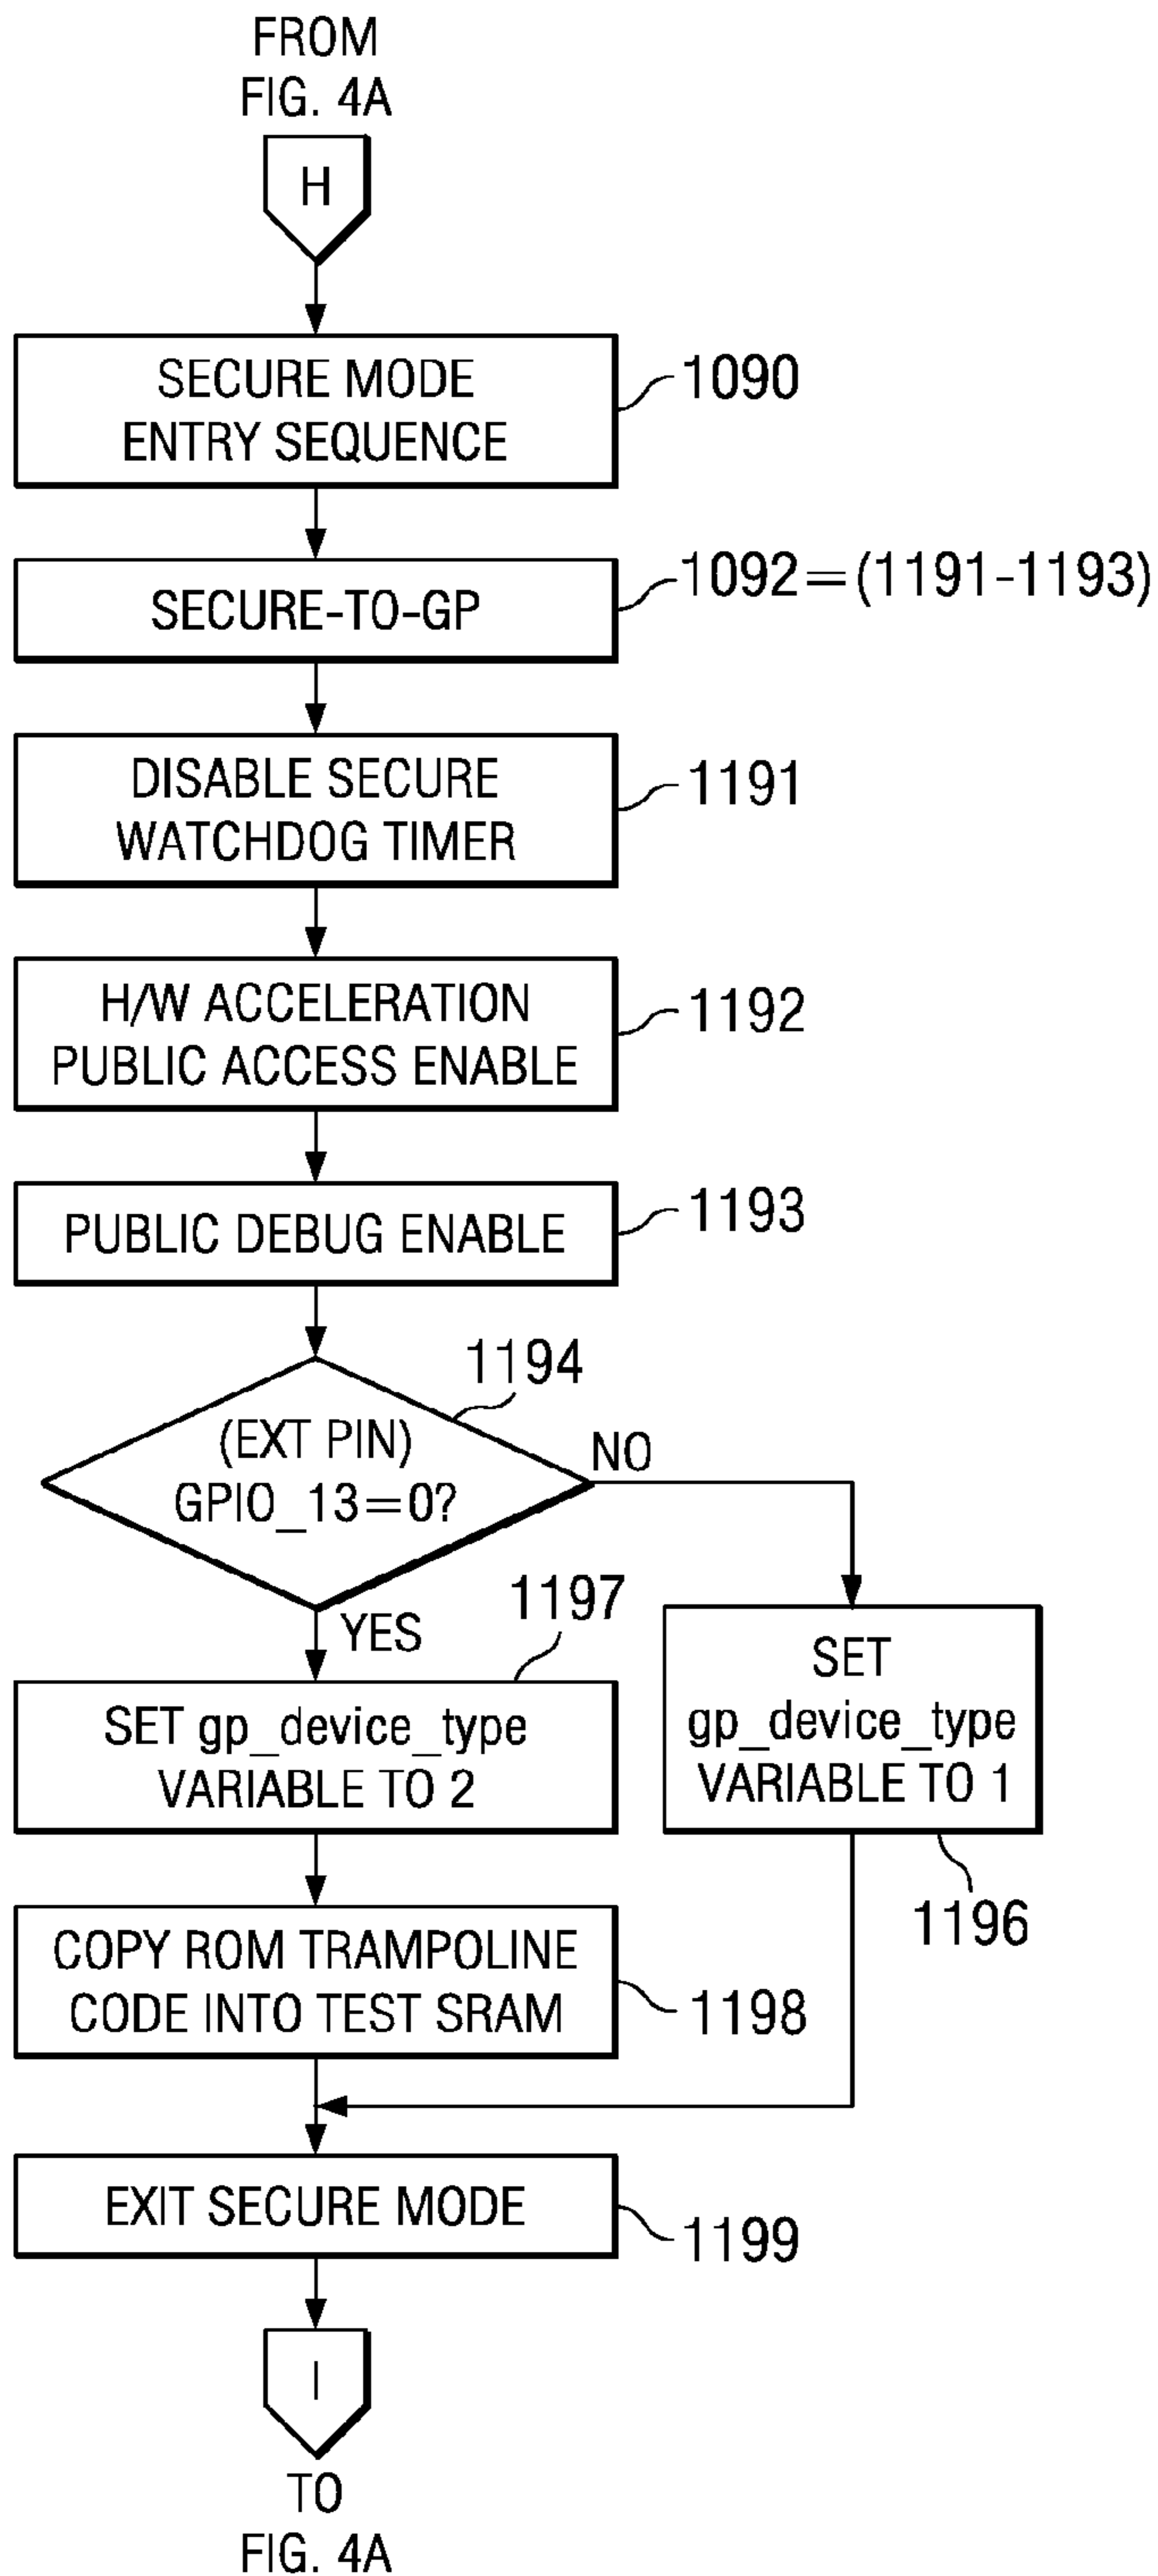 FROM
FIG. 4A
H
SECURE MODE
ENTRY SEQUENCE
1090
SECURE-TO-GP
1092=(1191-1193)
DISABLE SECURE
WATCHDOG TIMER
1191
H/W ACCELERATION
PUBLIC ACCESS ENABLE
1192
PUBLIC DEBUG ENABLE
1193
1194
(EXT PIN)
GPIO_13=0?
NO
YES
1197
SET gp_device_type
VARIABLE TO 2
SET
gp_device_type
VARIABLE TO 1
1196
COPY ROM TRAMPOLINE
CODE INTO TEST SRAM
1198
EXIT SECURE MODE
1199
I
TO
FIG. 4A